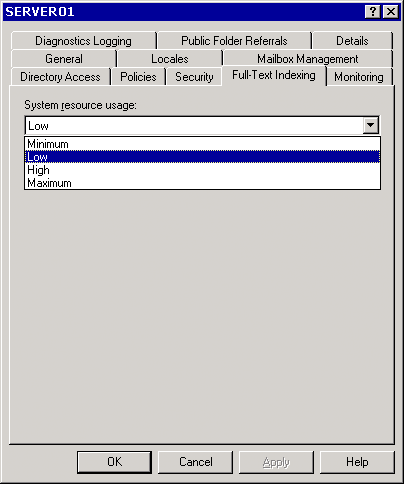 SERVER01
Diagnostics Logging Public Folder Referrals Details
General Locales Mailbox Management
Directory Access Policies Security Full-Text Indexing Monitoring
System resource usage:
Low
Minimum
Low
High
Maximum
OK Cancel Apply Help